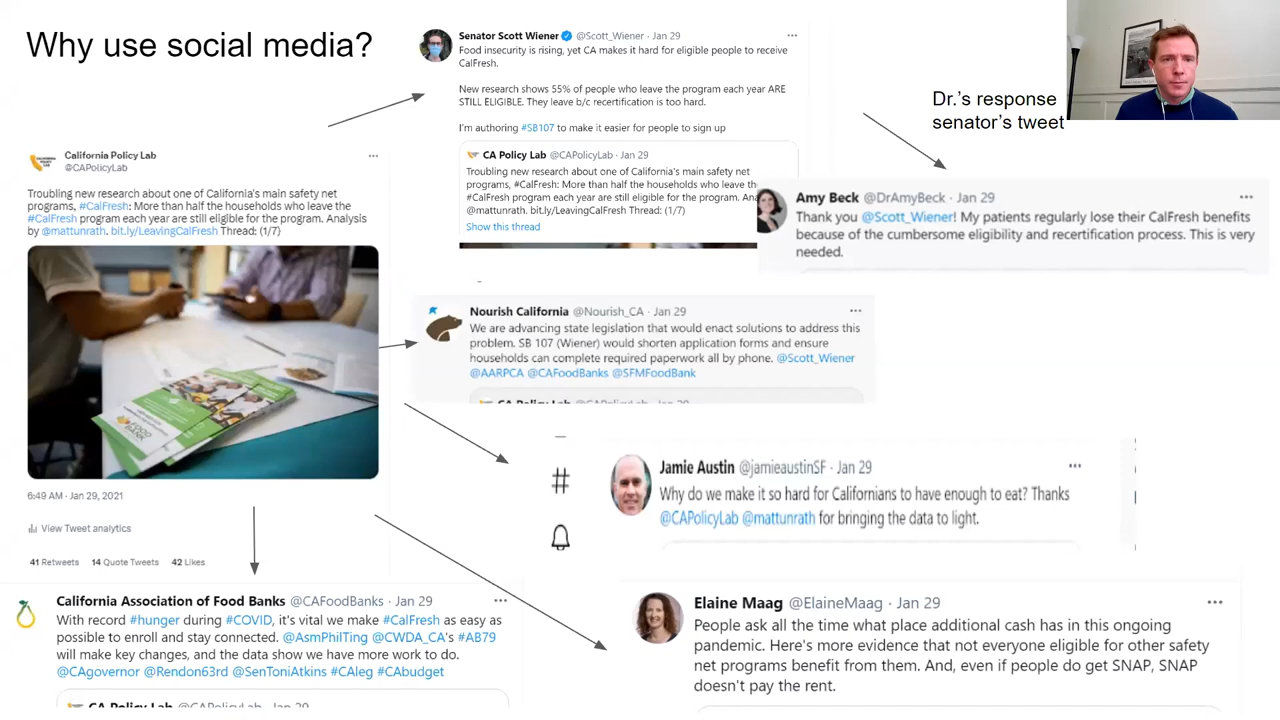 Why use social media?
California Policy Lab
@CAPolicyLab
Troubling new research about one of California's main safety net
programs, #CalFresh: More than half the households who leave the
#CalFresh program each year are still eligible for the program. Analysis
by @mattunrath. bit.ly/LeavingCalFresh Thread: (1/7)
FOOD
BANK
6:49 AM · Jan 29, 2021
View Tweet analytics
41 Retweets 14 Quote Tweets 42 Likes
Senator Scott Wiener @Scott_Wiener · Jan 29
Food insecurity is rising, yet CA makes it hard for eligible people to receive
CalFresh.
New research shows 55% of people who leave the program each year ARE
STILL ELIGIBLE. They leave b/c recertification is too hard.
I'm authoring #SB107 to make it easier for people to sign up
CA Policy Lab @CAPolicyLab · Jan 29
Troubling new research about one of California's main safety net
programs, #CalFresh: More than half the households who leave the
#CalFresh program each year are still eligible for the program. Ana
@mattunrath. bit.ly/LeavingCalFresh Thread: (1/7)
Show this thread
Dr.'s response
senator's tweet
Amy Beck @DrAmyBeck · Jan 29
Thank you @Scott_Wiener! My patients regularly lose their CalFresh benefits
because of the cumbersome eligibility and recertification process. This is very
needed.
Nourish California @Nourish_CA · Jan 29
We are advancing state legislation that would enact solutions to address this
problem. SB 107 (Wiener) would shorten application forms and ensure
households can complete required paperwork all by phone. @Scott_Wiener
@AARPCA @CAFoodBanks @SFMFoodBank
CA Policy Lab @CAPolicyLab · Jan 29
#
Jamie Austin @jamieaustinSF · Jan 29
Why do we make it so hard for Californians to have enough to eat? Thanks
@CAPolicyLab @mattunrath for bringing the data to light.
California Association of Food Banks @CAFoodBanks · Jan 29
With record #hunger during #COVID, it's vital we make #CalFresh as easy as
possible to enroll and stay connected. @AsmPhilTing @CWDA_CA's #AB79
will make key changes, and the data show we have more work to do.
@CAgovernor @Rendon63rd @SenToniAtkins #CAleg #CAbudget
CA Policy Lab @CAPolicyLab · Jan 29
Elaine Maag @ElaineMaag · Jan 29
People ask all the time what place additional cash has in this ongoing
pandemic. Here's more evidence that not everyone eligible for other safety
net programs benefit from them. And, even if people do get SNAP, SNAP
doesn't pay the rent.